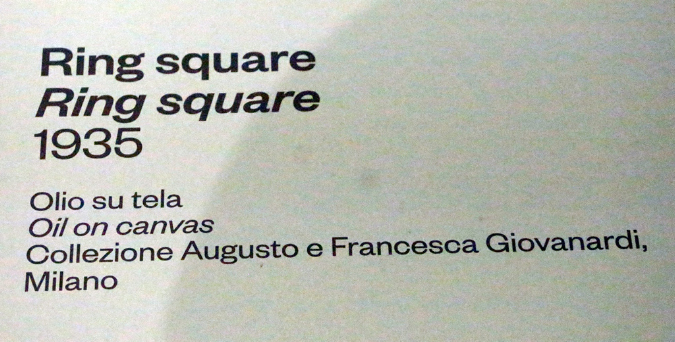 Ring square
Ring square
1935
Olio su tela
Oil on canvas
Collezione Augusto e Francesca Giovanardi,
Milano